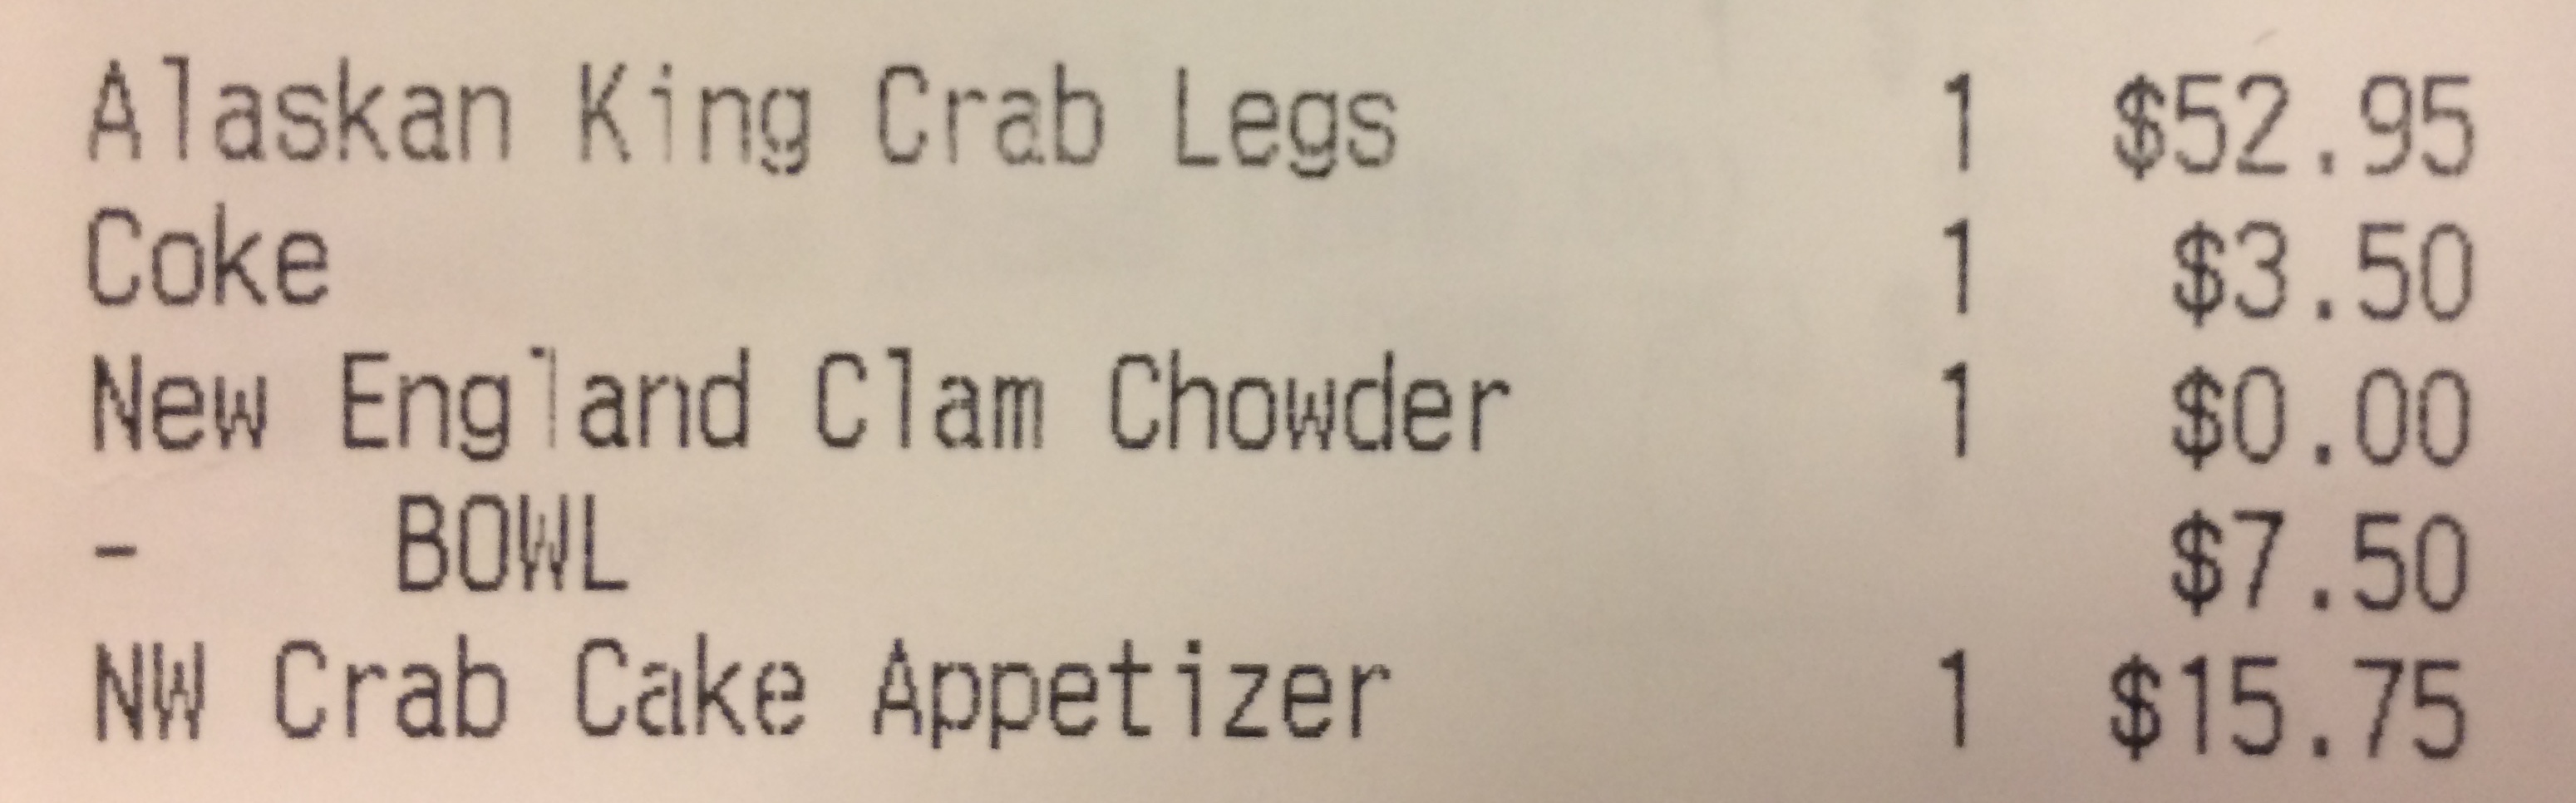 Alaskan King Crab Legs 1 $52.95
Coke 1 $3.50
New England Clam Chowder 1 $0.00
- BOWL $7.50
NW Crab Cake Appetizer 1 $15.75